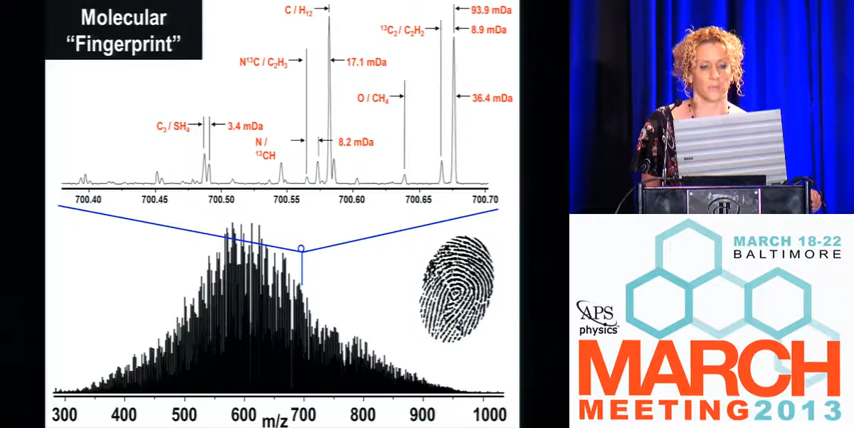 Molecular
"Fingerprint"
C / H₁₂
93.9 mDa
¹³C₂ / C₂H₂
8.9 mDa
N¹³C / C₂H₃
17.1 mDa
O / CH₄
36.4 mDa
C₃ / SH₄
3.4 mDa
N /
¹³CH
8.2 mDa
700.40 700.45 700.50 700.55 700.60 700.65 700.70
300 400 500 600 700 800 900 1000
m/z
MARCH 18-22
BALTIMORE
APS
physics™
MARCH
MEETING 2013